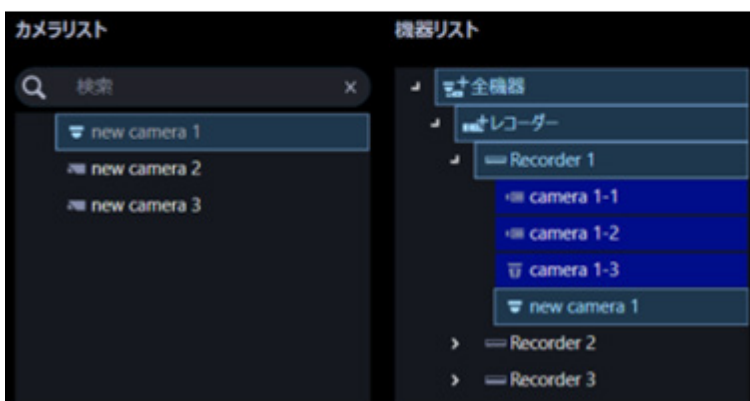 カメラリスト
検索
new camera 1
new camera 2
new camera 3
機器リスト
全機器
レコーダー
Recorder 1
camera 1-1
camera 1-2
camera 1-3
new camera 1
Recorder 2
Recorder 3